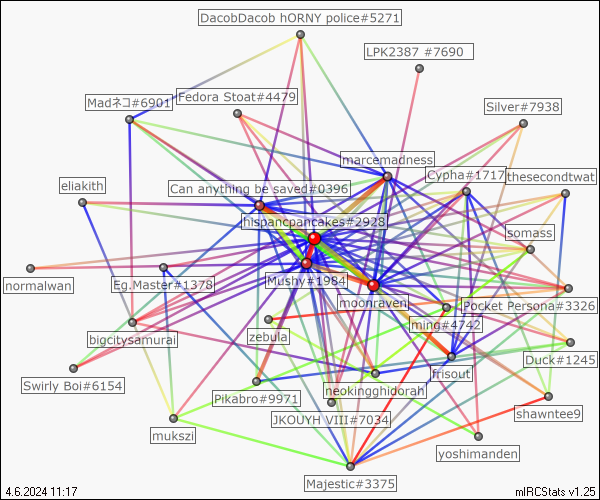 DacobDacob hORNY police#5271
LPK2387 #7690
Fedora Stoat#4479
Madネコ#6901
Silver#7938
marcemadness
Cypha#1717
thesecondtwat
Can anything be saved#0396
eliakith
hispancpancakes#2928
somass
Mushy#1984
Eg.Master#1378
normalwan
moonraven
Pocket Persona#3326
ming#4742
zebula
bigcitysamurai
Duck#1245
frisout
Swirly Boi#6154
neokingghidorah
Pikabro#9971
shawntee9
JKOUYH VIII#7034
mukszi
yoshimanden
Majestic#3375
4.6.2024 11:17
mIRCStats v1.25